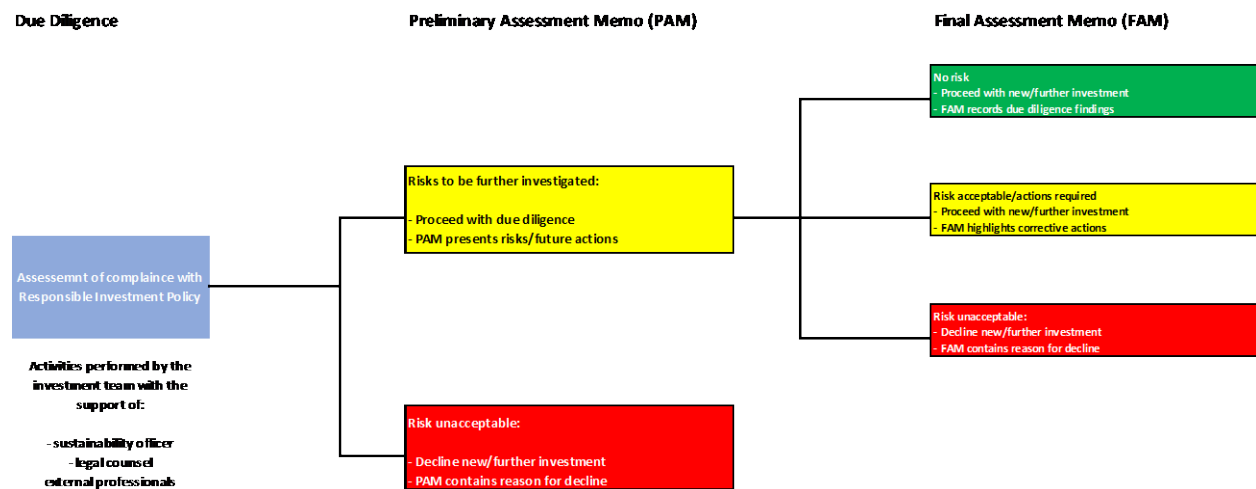 Due Diligence
Preliminary Assessment Memo (PAM)
Final Assessment Memo (FAM)
No risk
- Proceed with new/further investment
- FAM records due diligence findings
Risks to be further investigated:
- Proceed with due diligence
- PAM presents risks/future actions
Risk acceptable/actions required
- Proceed with new/further investment
- FAM highlights corrective actions
Assessemnt of complaince with
Responsible Investment Policy
Risk unacceptable:
- Decline new/further investment
- FAM contains reason for decline
Activities performed by the
investment team with the
support of:
- sustainability officer
- legal counsel
external professionals
Risk unacceptable:
- Decline new/further investment
- PAM contains reason for decline